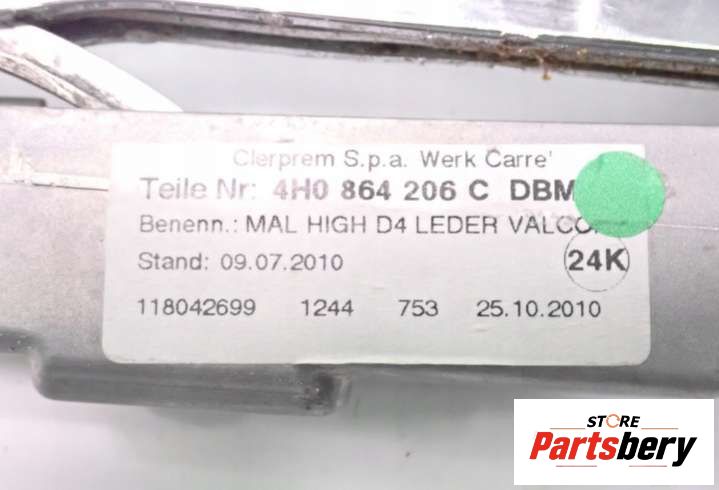 Clerprem S.p.a. Werk Carre'
Teile Nr: 4H0 864 206 C DBM
Benenn.: MAL HIGH D4 LEDER
Stand: 09.07.2010
24K
118042699 1244 753 25.10.2010
STORE
Partsbery